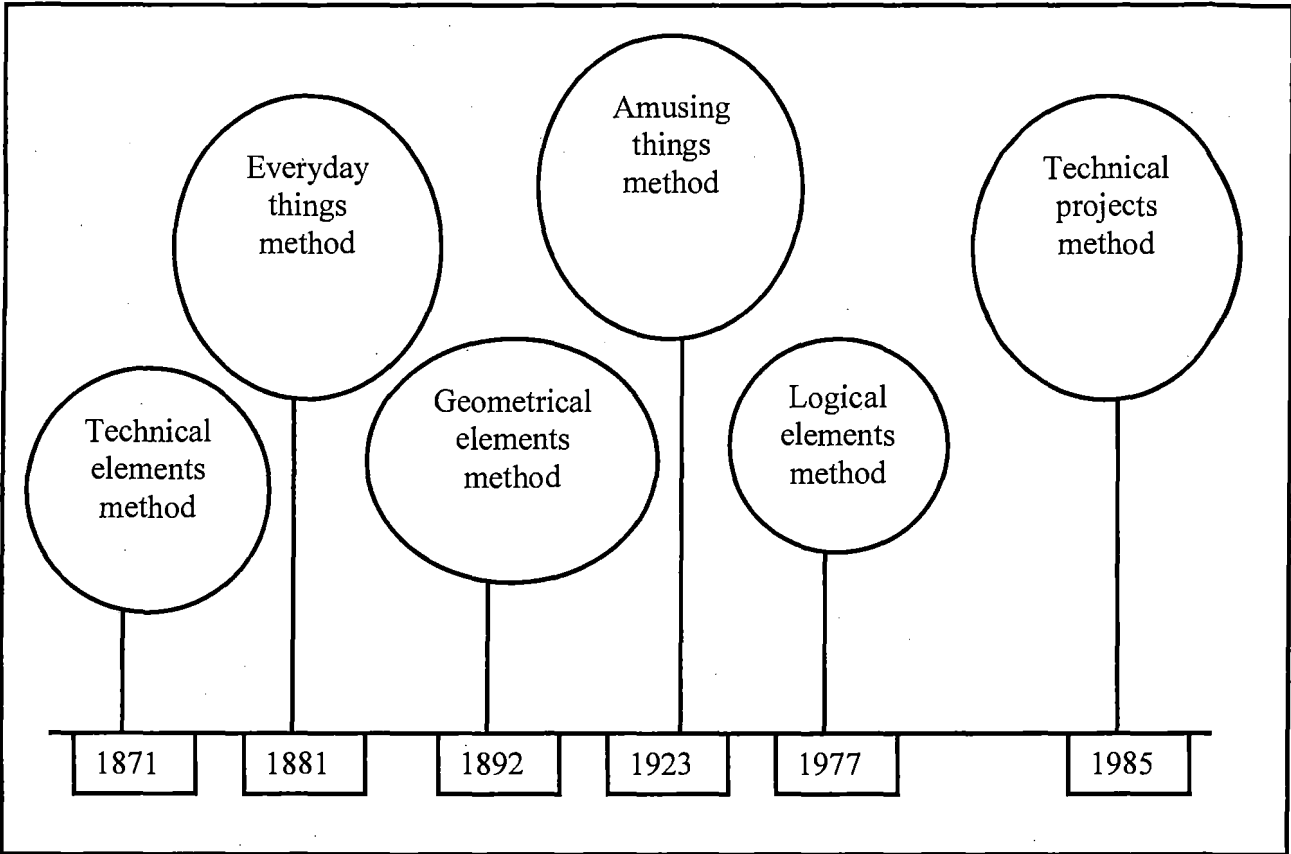 Technical
elements
method
Everyday
things
method
Geometrical
elements
method
Amusing
things
method
Logical
elements
method
Technical
projects
method
1871
1881
1892
1923
1977
1985